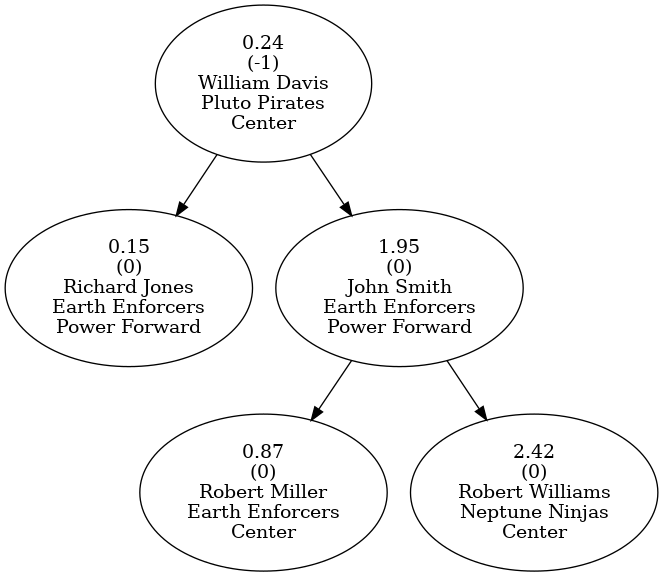 0.24
(-1)
William Davis
Pluto Pirates
Center
0.15
(0)
Richard Jones
Earth Enforcers
Power Forward
1.95
(0)
John Smith
Earth Enforcers
Power Forward
0.87
(0)
Robert Miller
Earth Enforcers
Center
2.42
(0)
Robert Williams
Neptune Ninjas
Center